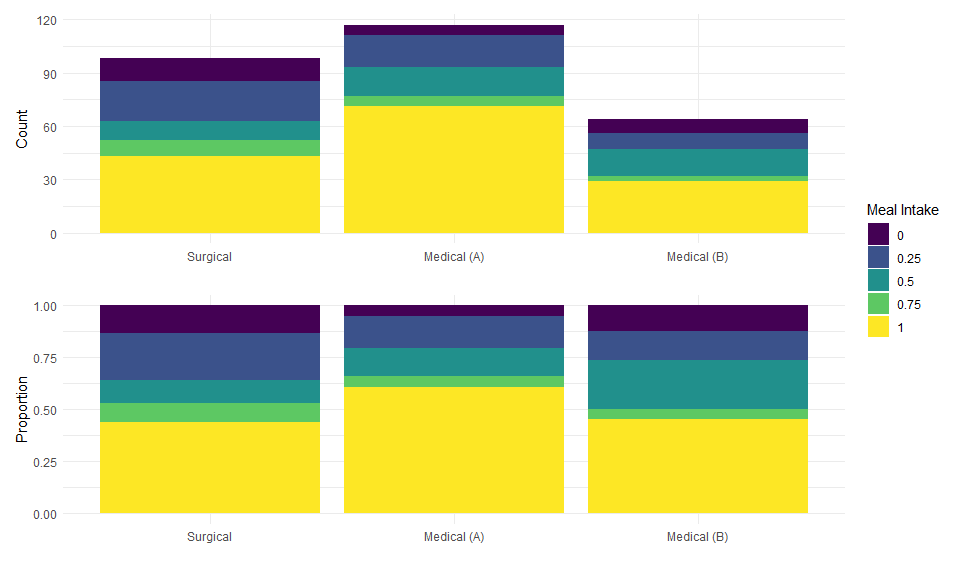 120
90
60
30
0
Count
Surgical
Medical (A)
Medical (B)
1.00
0.75
0.50
0.25
0.00
Proportion
Surgical
Medical (A)
Medical (B)
Meal Intake
0
0.25
0.5
0.75
1